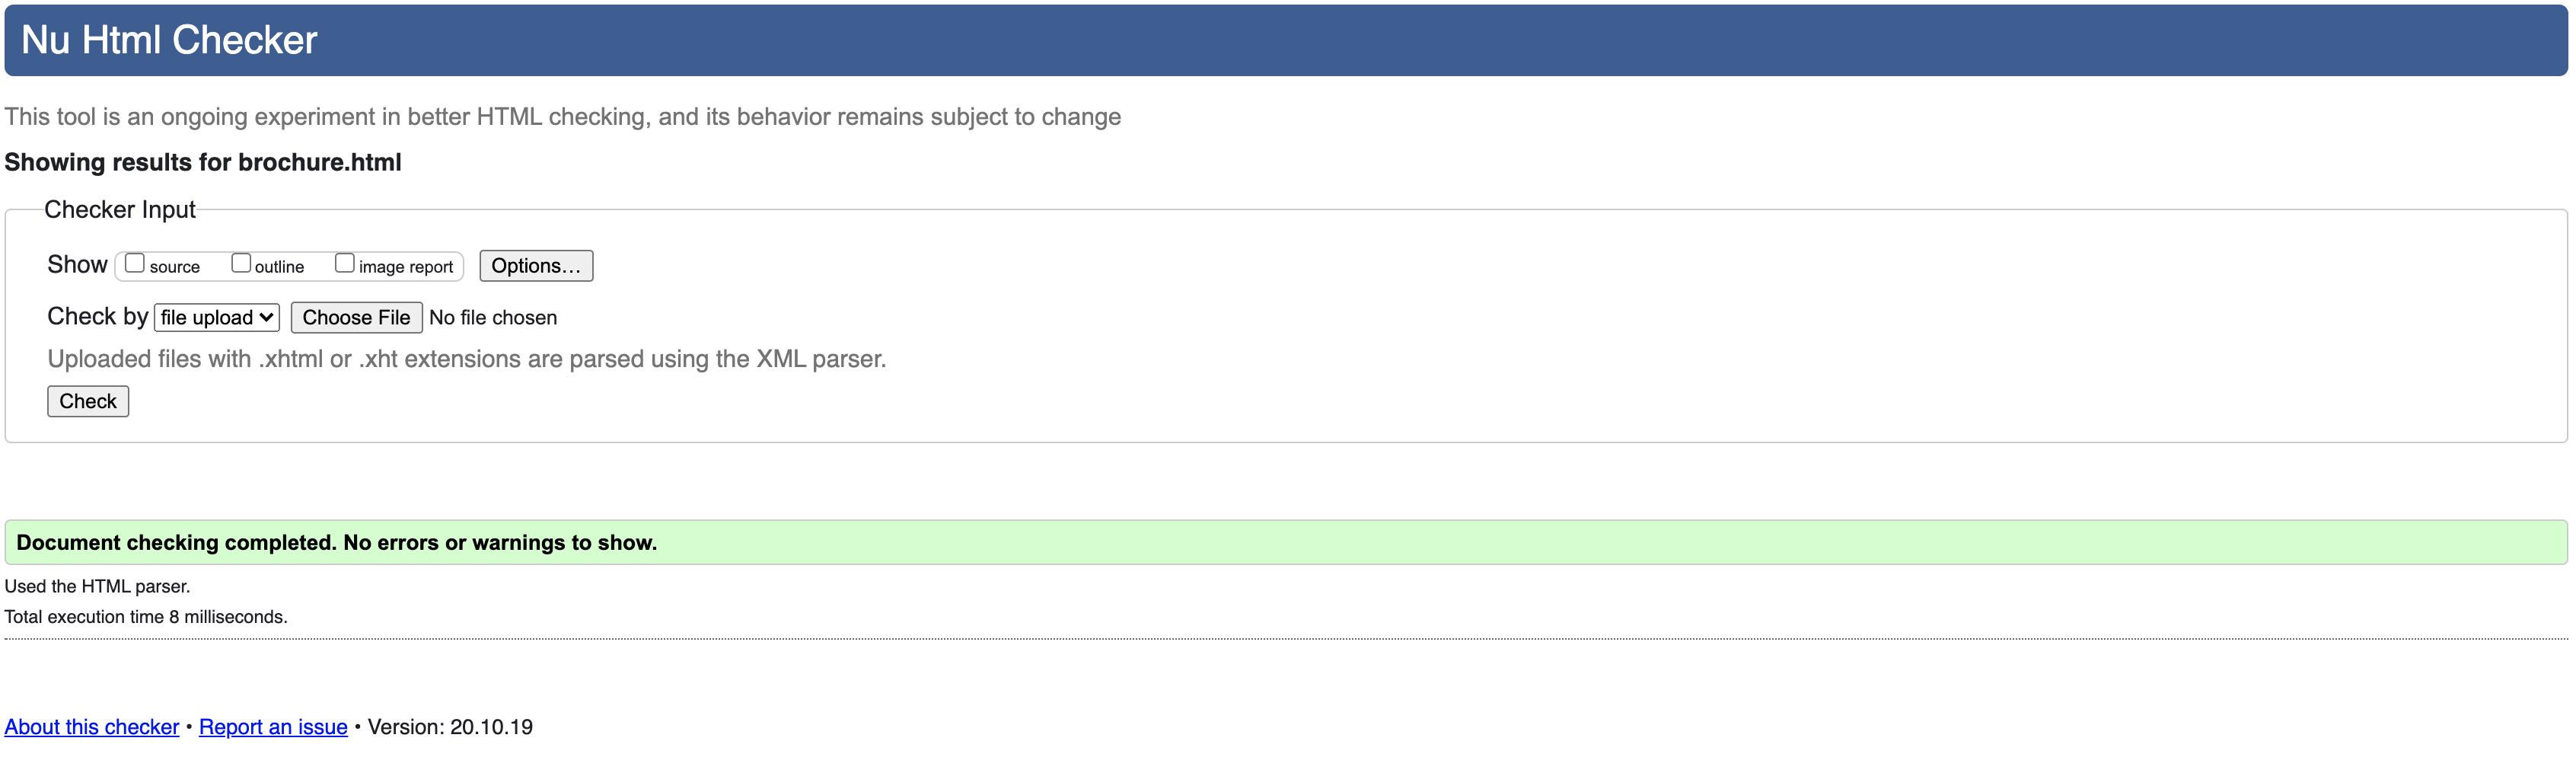 Nu Html Checker
This tool is an ongoing experiment in better HTML checking, and its behavior remains subject to change
Showing results for brochure.html
Checker Input
Show source outline image report Options…
Check by file upload Choose File No file chosen
Uploaded files with .xhtml or .xht extensions are parsed using the XML parser.
Check
Document checking completed. No errors or warnings to show.
Used the HTML parser.
Total execution time 8 milliseconds.
About this checker • Report an issue • Version: 20.10.19